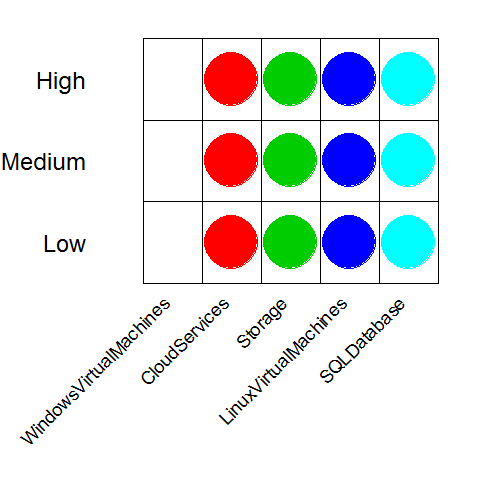 High
Medium
Low
WindowsVirtualMachines
CloudServices
Storage
LinuxVirtualMachines
SQLDatabase